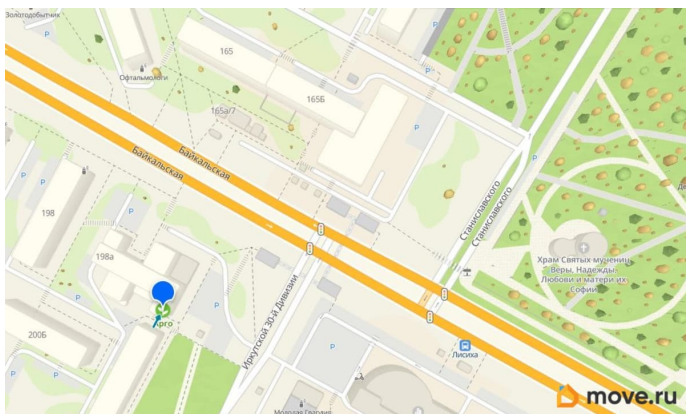 Золотодобытчик
165
Офтальмологи
P
165Б
P
165а/7
P
P
P
Байкальская
Байкальская
P
P
P
198
198а
Станиславского
Станиславского
Храм Святых мучениц
Веры, Надежды,
Любови и матери их
Софии
Арго
200Б
Иркутской 30-й Дивизии
P
Лисиха
P
P
Молодая Гвардия
move.ru